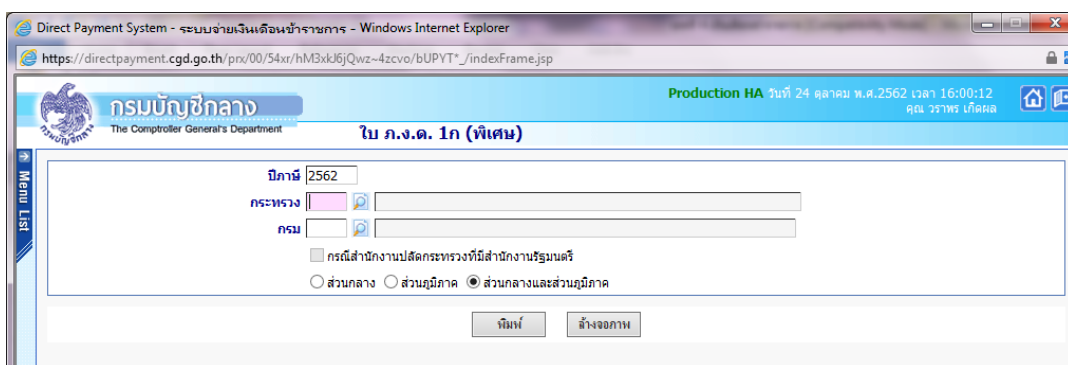 Direct Payment System - ระบบจ่ายเงินเดือนข้าราชการ - Windows Internet Explorer
https://directpayment.cgd.go.th/prx/00/54xr/hM3xkJ6jQwz~4zcvo/bUPYT*_/indexFrame.jsp
กรมบัญชีกลาง
The Comptroller General's Department
Production HA วันที่ 24 ตุลาคม พ.ศ.2562 เวลา 16:00:12
คุณ วราพร เกิดผล
ใบ ภ.ง.ด. 1ก (พิเศษ)
Menu List
ปีภาษี 2562
กระทรวง
กรม
กรณีสำนักงานปลัดกระทรวงที่มีสำนักงานรัฐมนตรี
ส่วนกลาง ส่วนภูมิภาค ส่วนกลางและส่วนภูมิภาค
พิมพ์ ล้างจอภาพ